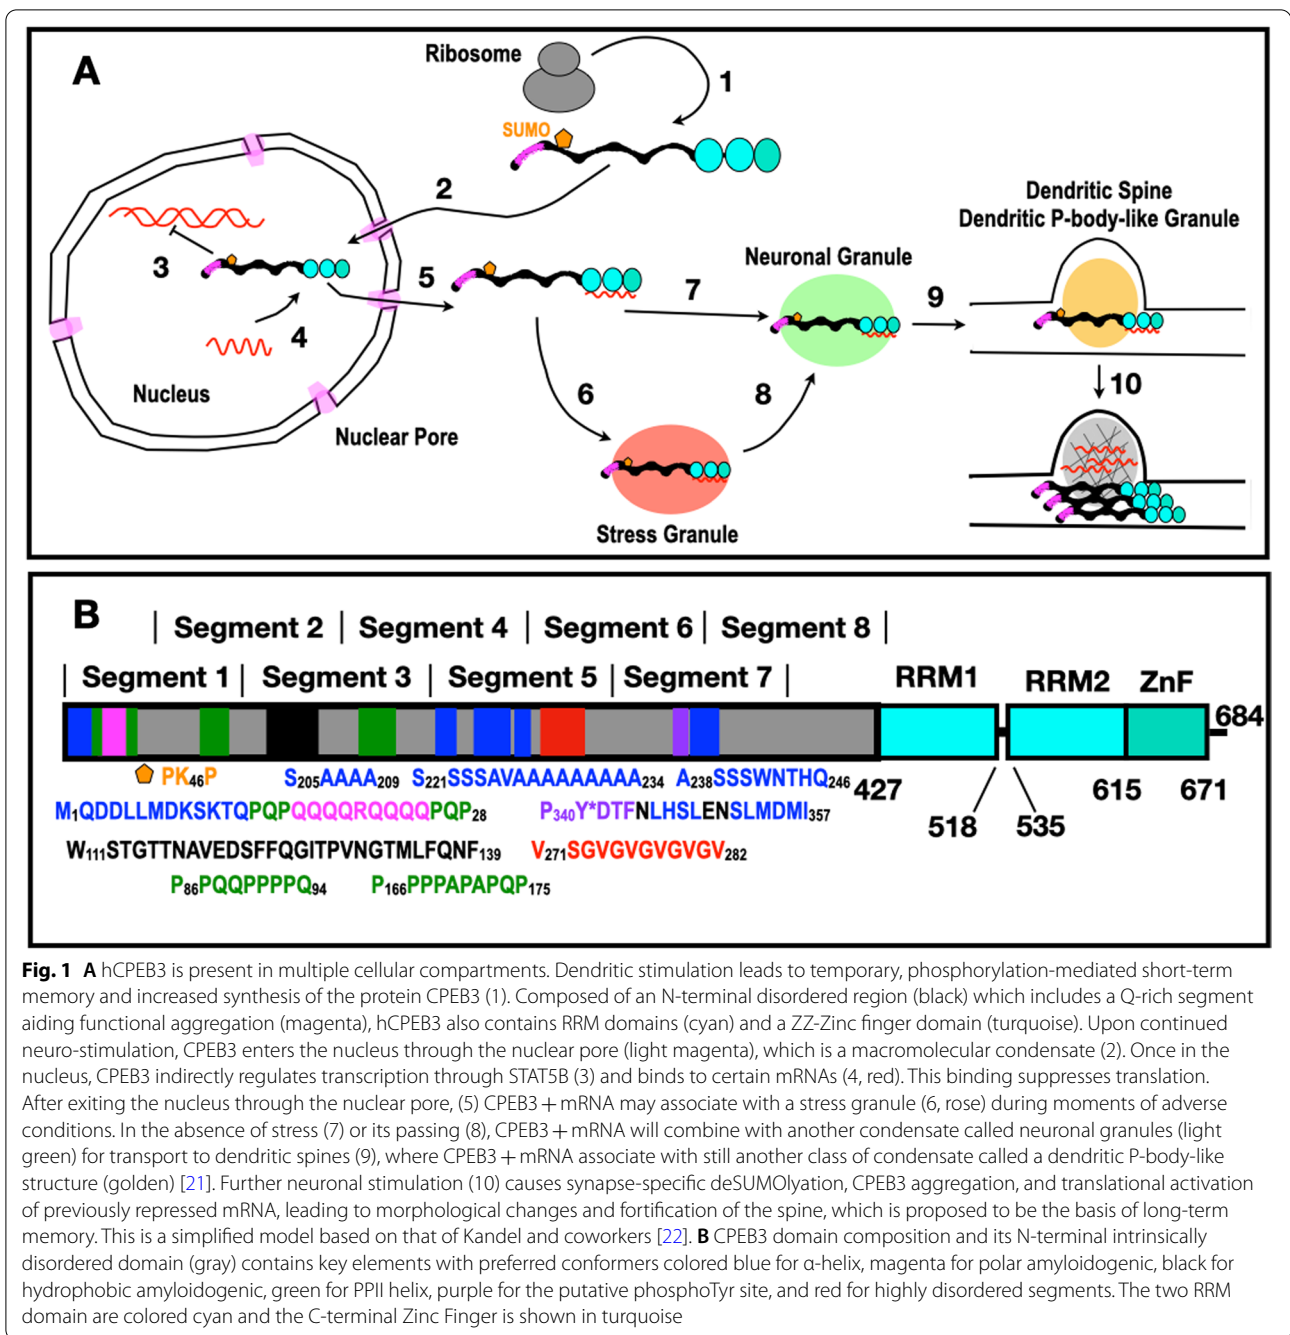 A
Ribosome
1
SUMO
2
3
4
5
Nucleus
Nuclear Pore
6
7
8
Neuronal Granule
Stress Granule
9
Dendritic Spine
Dendritic P-body-like Granule
10
B
| Segment 2 | Segment 4 | Segment 6 | Segment 8 |
| Segment 1 | Segment 3 | Segment 5 | Segment 7 | RRM1 RRM2 ZnF
684
PK46P S205AAAA209 S221SSSAVAAAAAAAAA234 A238SSSWNTHQ246 427 615 671
M1QDDLLMDKSKTQPQPQQQQRQQQQPQP28 P340Y*DTFNLHSLENSLMDMI357 518 535
W111STGTTNAVEDSFFQGITPVNGTMLFQNF139 V271SGVGVGVGVGV282
P86PQQPPPPQ94 P166PPPAPAPQP175
Fig. 1 A hCPEB3 is present in multiple cellular compartments. Dendritic stimulation leads to temporary, phosphorylation-mediated short-term
memory and increased synthesis of the protein CPEB3 (1). Composed of an N-terminal disordered region (black) which includes a Q-rich segment
aiding functional aggregation (magenta), hCPEB3 also contains RRM domains (cyan) and a ZZ-Zinc finger domain (turquoise). Upon continued
neuro-stimulation, CPEB3 enters the nucleus through the nuclear pore (light magenta), which is a macromolecular condensate (2). Once in the
nucleus, CPEB3 indirectly regulates transcription through STAT5B (3) and binds to certain mRNAs (4, red). This binding suppresses translation.
After exiting the nucleus through the nuclear pore, (5) CPEB3 + mRNA may associate with a stress granule (6, rose) during moments of adverse
conditions. In the absence of stress (7) or its passing (8), CPEB3 + mRNA will combine with another condensate called neuronal granules (light
green) for transport to dendritic spines (9), where CPEB3 + mRNA associate with still another class of condensate called a dendritic P-body-like
structure (golden) [21]. Further neuronal stimulation (10) causes synapse-specific deSUMOlyation, CPEB3 aggregation, and translational activation
of previously repressed mRNA, leading to morphological changes and fortification of the spine, which is proposed to be the basis of long-term
memory. This is a simplified model based on that of Kandel and coworkers [22]. B CPEB3 domain composition and its N-terminal intrinsically
disordered domain (gray) contains key elements with preferred conformers colored blue for α-helix, magenta for polar amyloidogenic, black for
hydrophobic amyloidogenic, green for PPII helix, purple for the putative phosphoTyr site, and red for highly disordered segments. The two RRM
domain are colored cyan and the C-terminal Zinc Finger is shown in turquoise